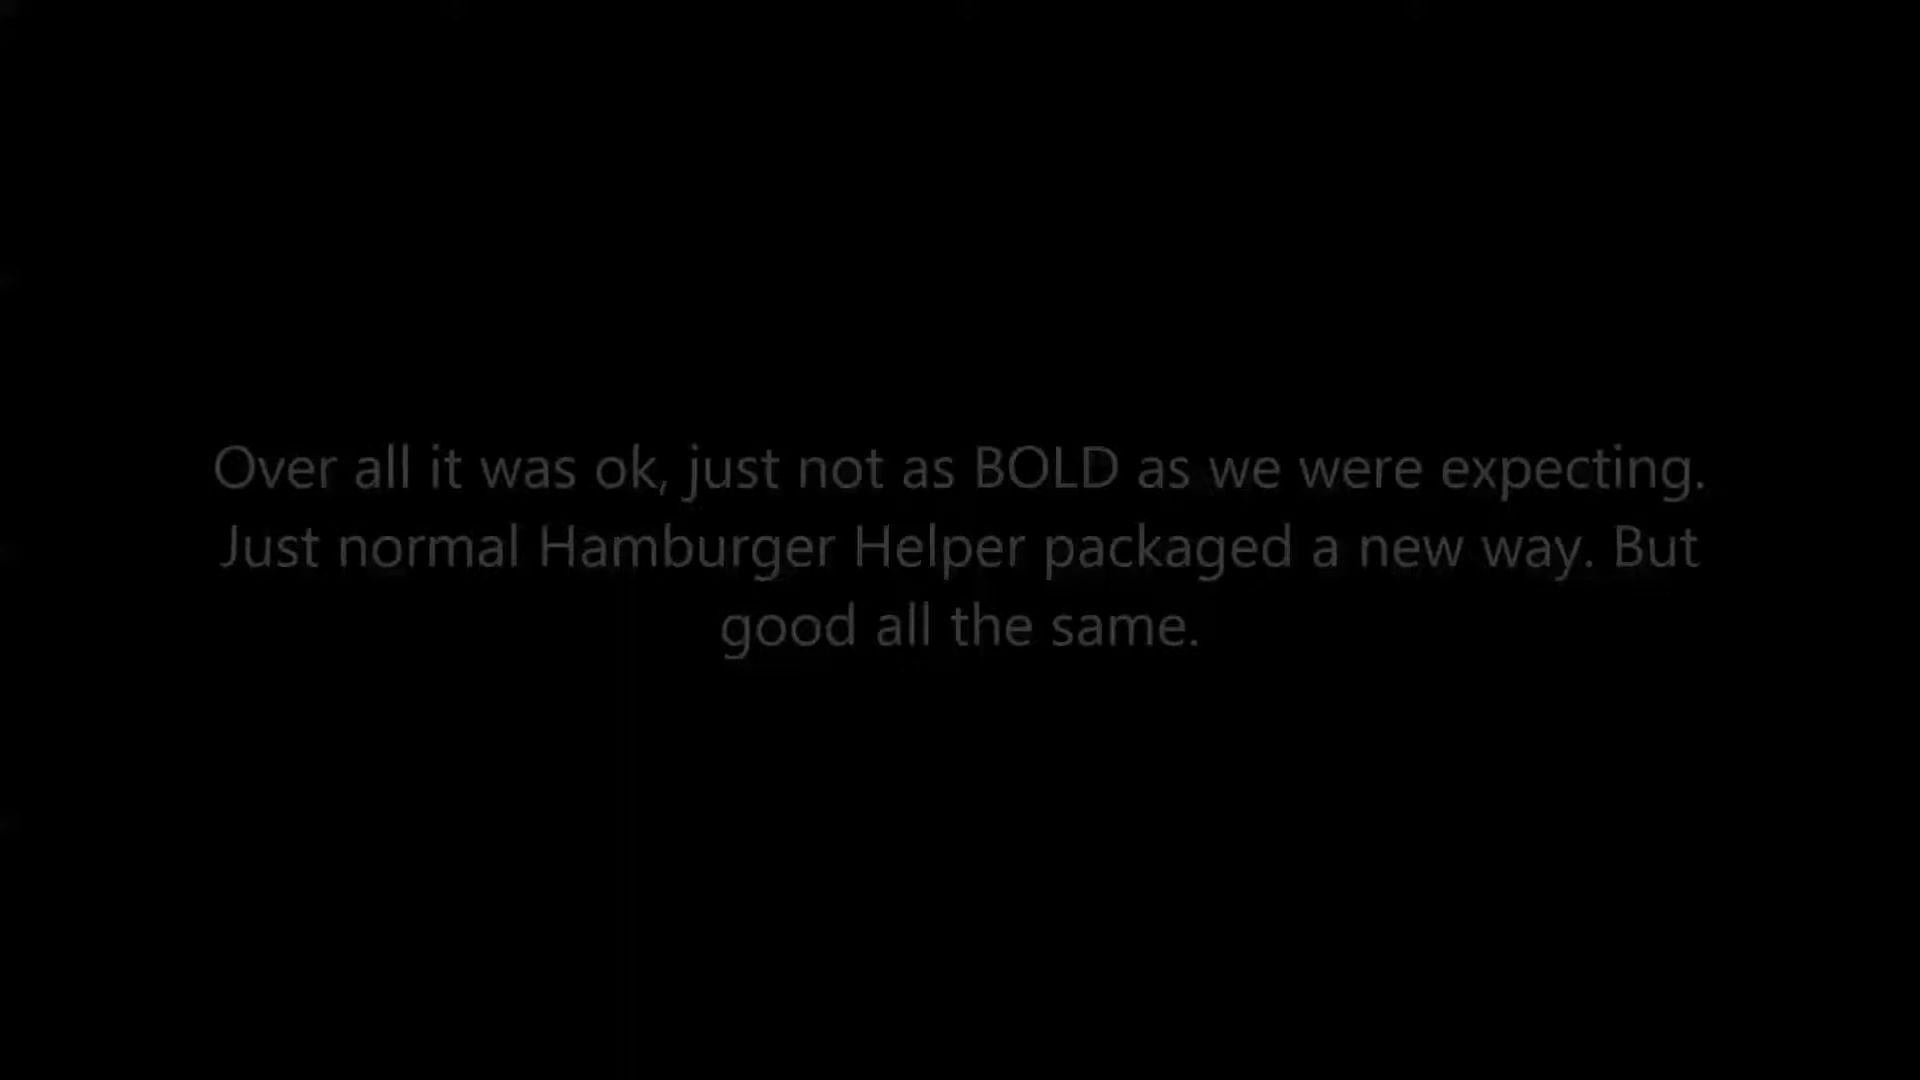 Over all it was ok, just not as BOLD as we were expecting.
Just normal Hamburger Helper packaged a new way. But
good all the same.